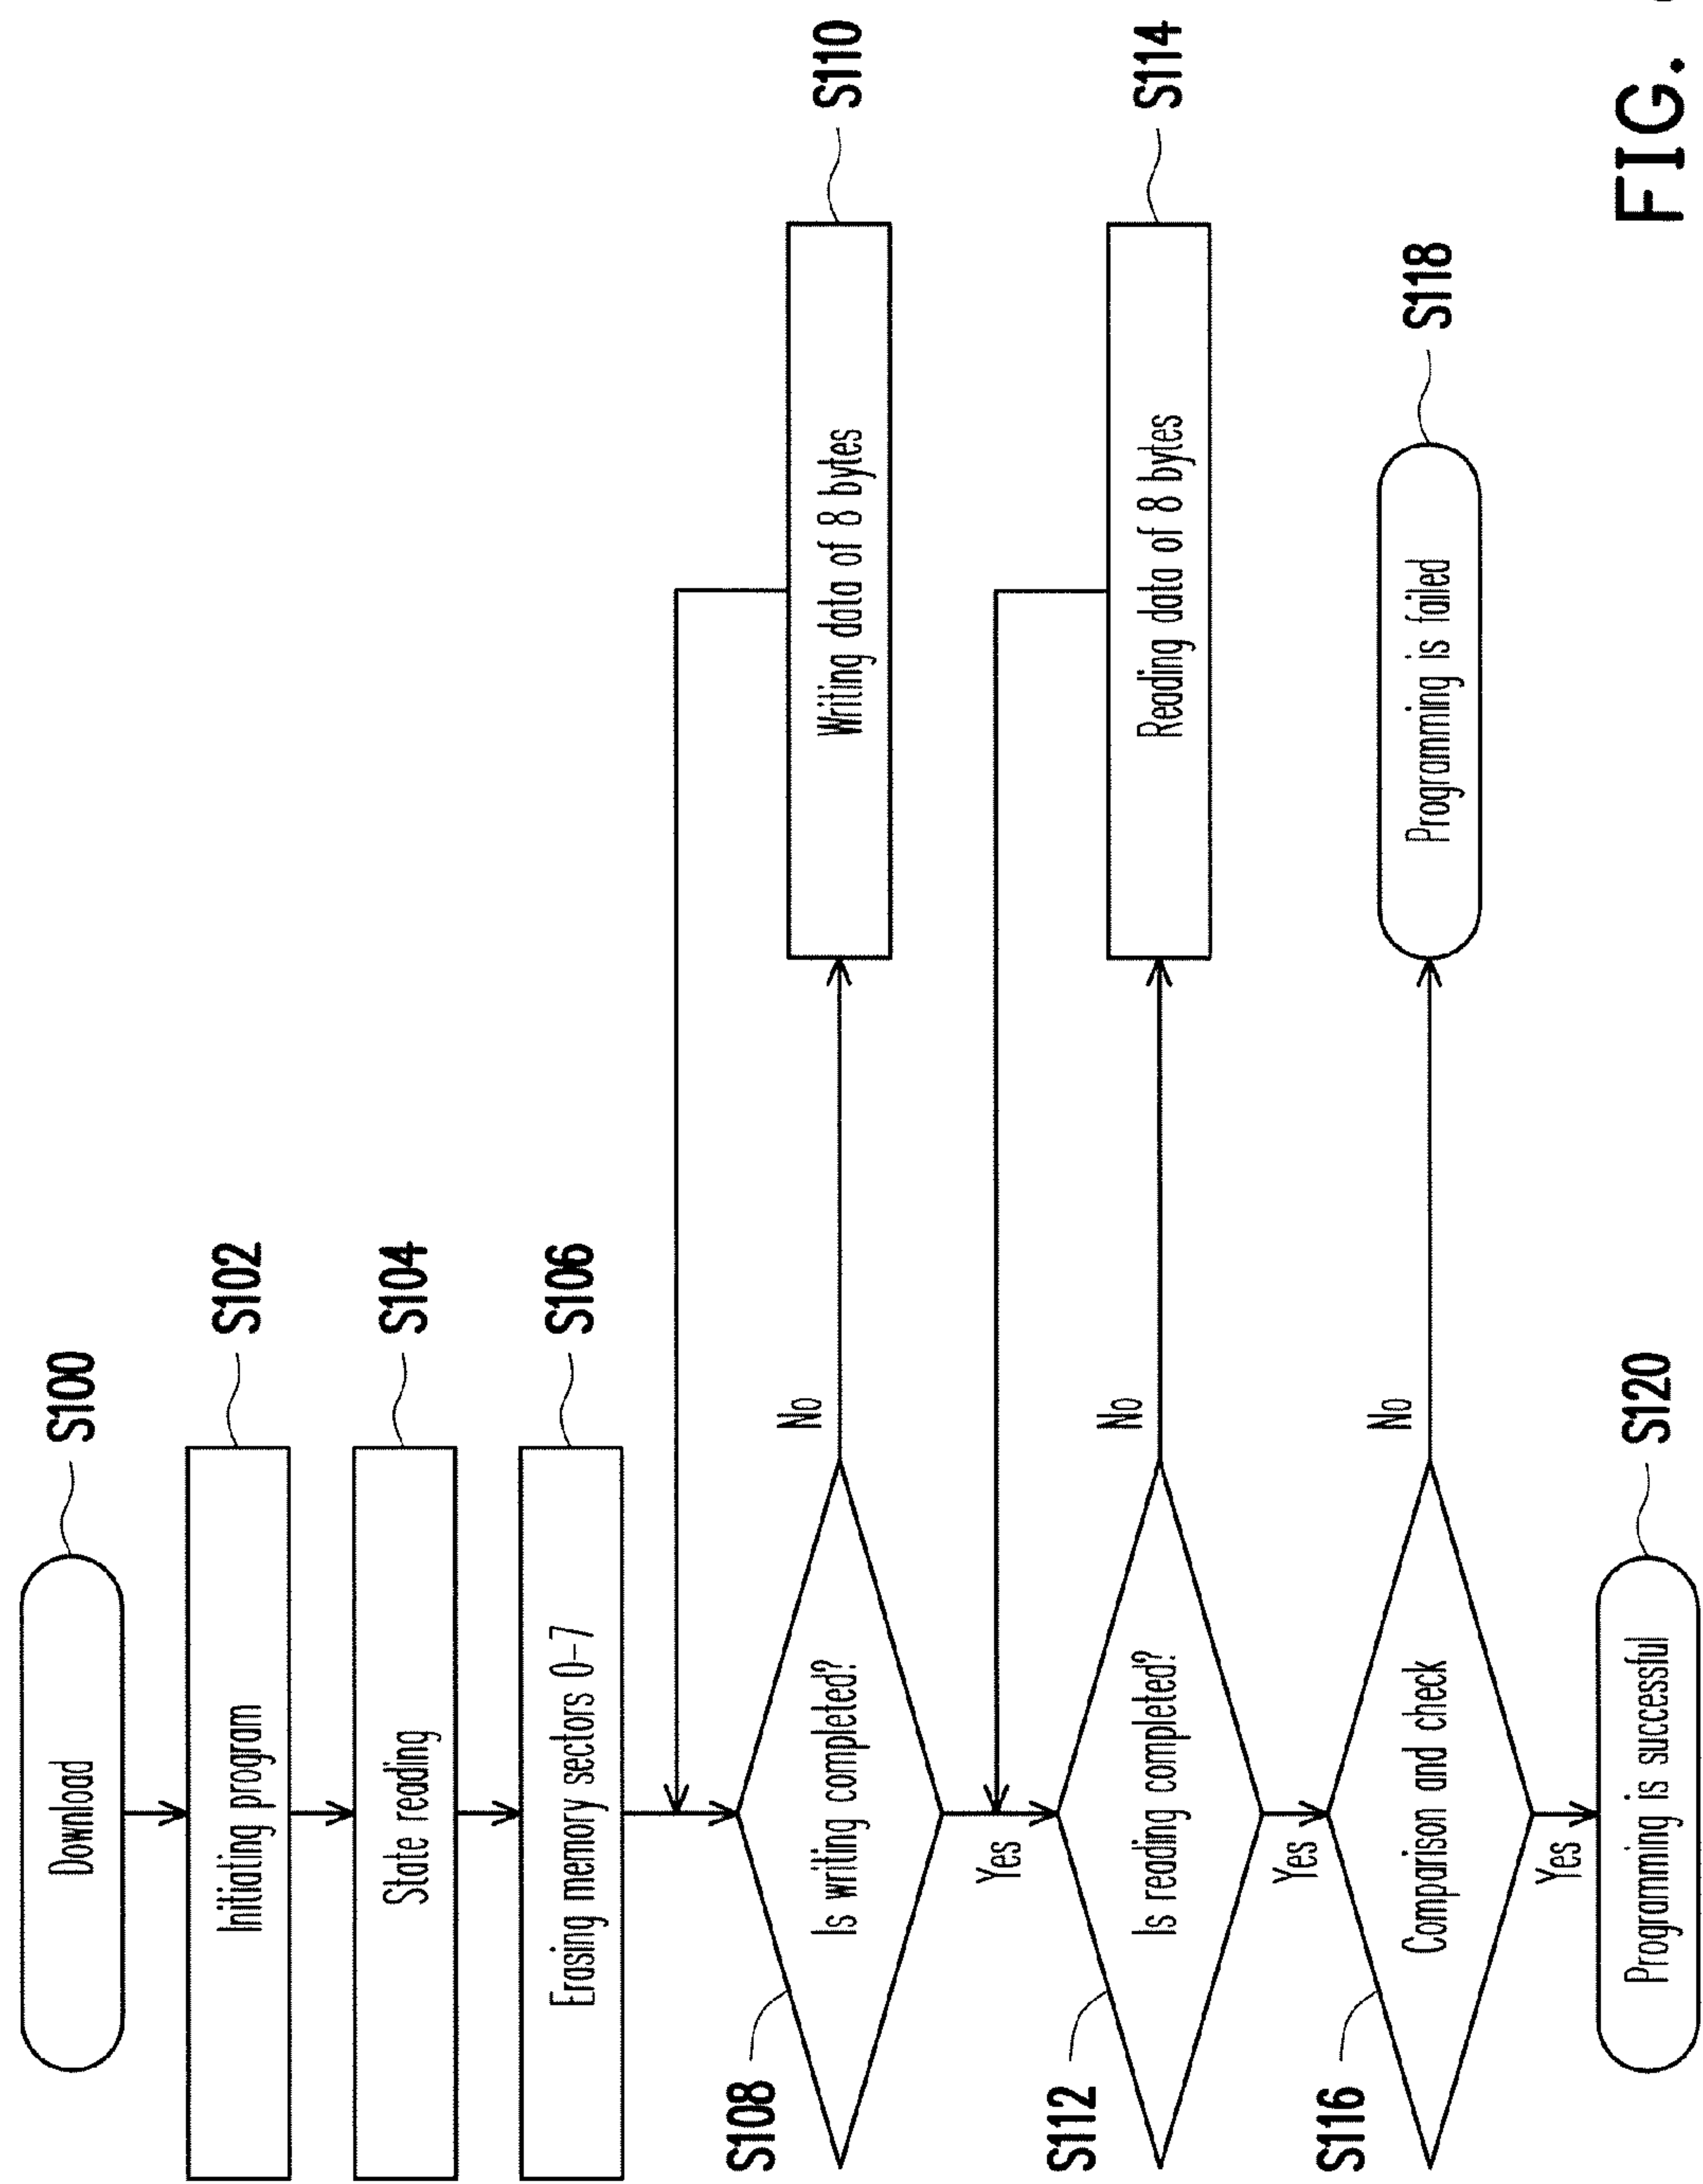 Download
S100
Initiating program
S102
State reading
S104
Erasing memory sectors 0-7
S106
S108
Is writing completed?
No
Writing data of 8 bytes
S110
Yes
S112
Is reading completed?
No
Reading data of 8 bytes
S114
Yes
S116
Comparison and check
No
Programming is failed
S118
Yes
Programming is successful
S120
FIG.